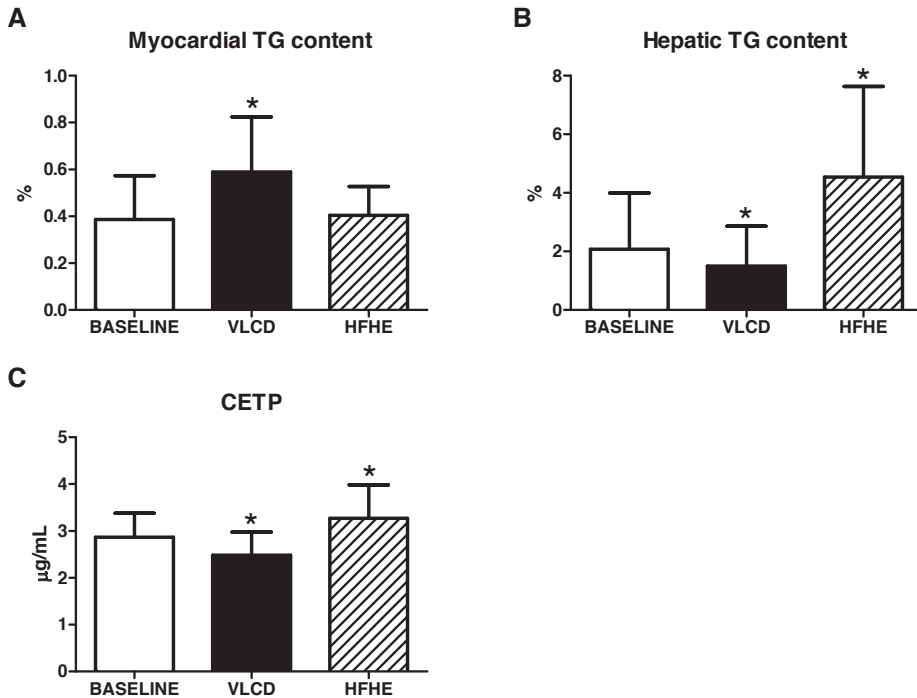 A
Myocardial TG content
1.0
0.8
0.6
0.4
0.2
0.0
%
*
BASELINE VLCD HFHE
B
Hepatic TG content
8
6
4
2
0
%
*
*
BASELINE VLCD HFHE
C
CETP
5
4
3
2
1
0
µg/mL
*
*
BASELINE VLCD HFHE